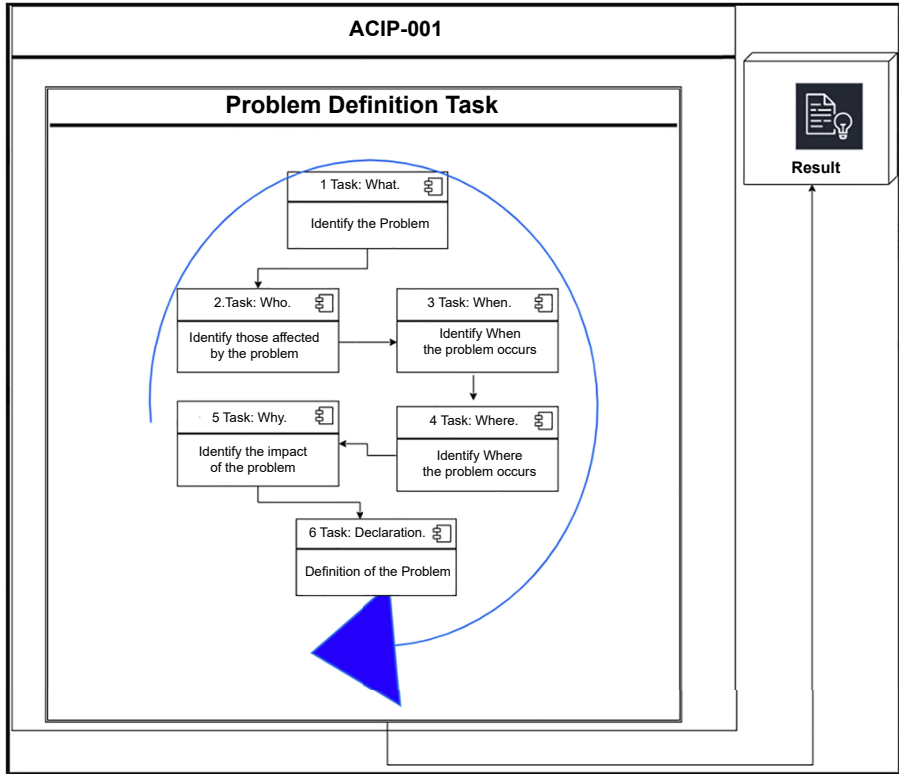 ACIP-001
Problem Definition Task
Result
1 Task: What.
Identify the Problem
2.Task: Who.
Identify those affected
by the problem
3 Task: When.
Identify When
the problem occurs
4 Task: Where.
Identify Where
the problem occurs
5 Task: Why.
Identify the impact
of the problem
6 Task: Declaration.
Definition of the Problem